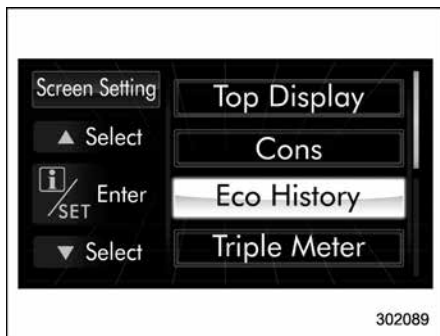 Screen Setting
▲ Select
i/SET Enter
▼ Select
Top Display
Cons
Eco History
Triple Meter
302089